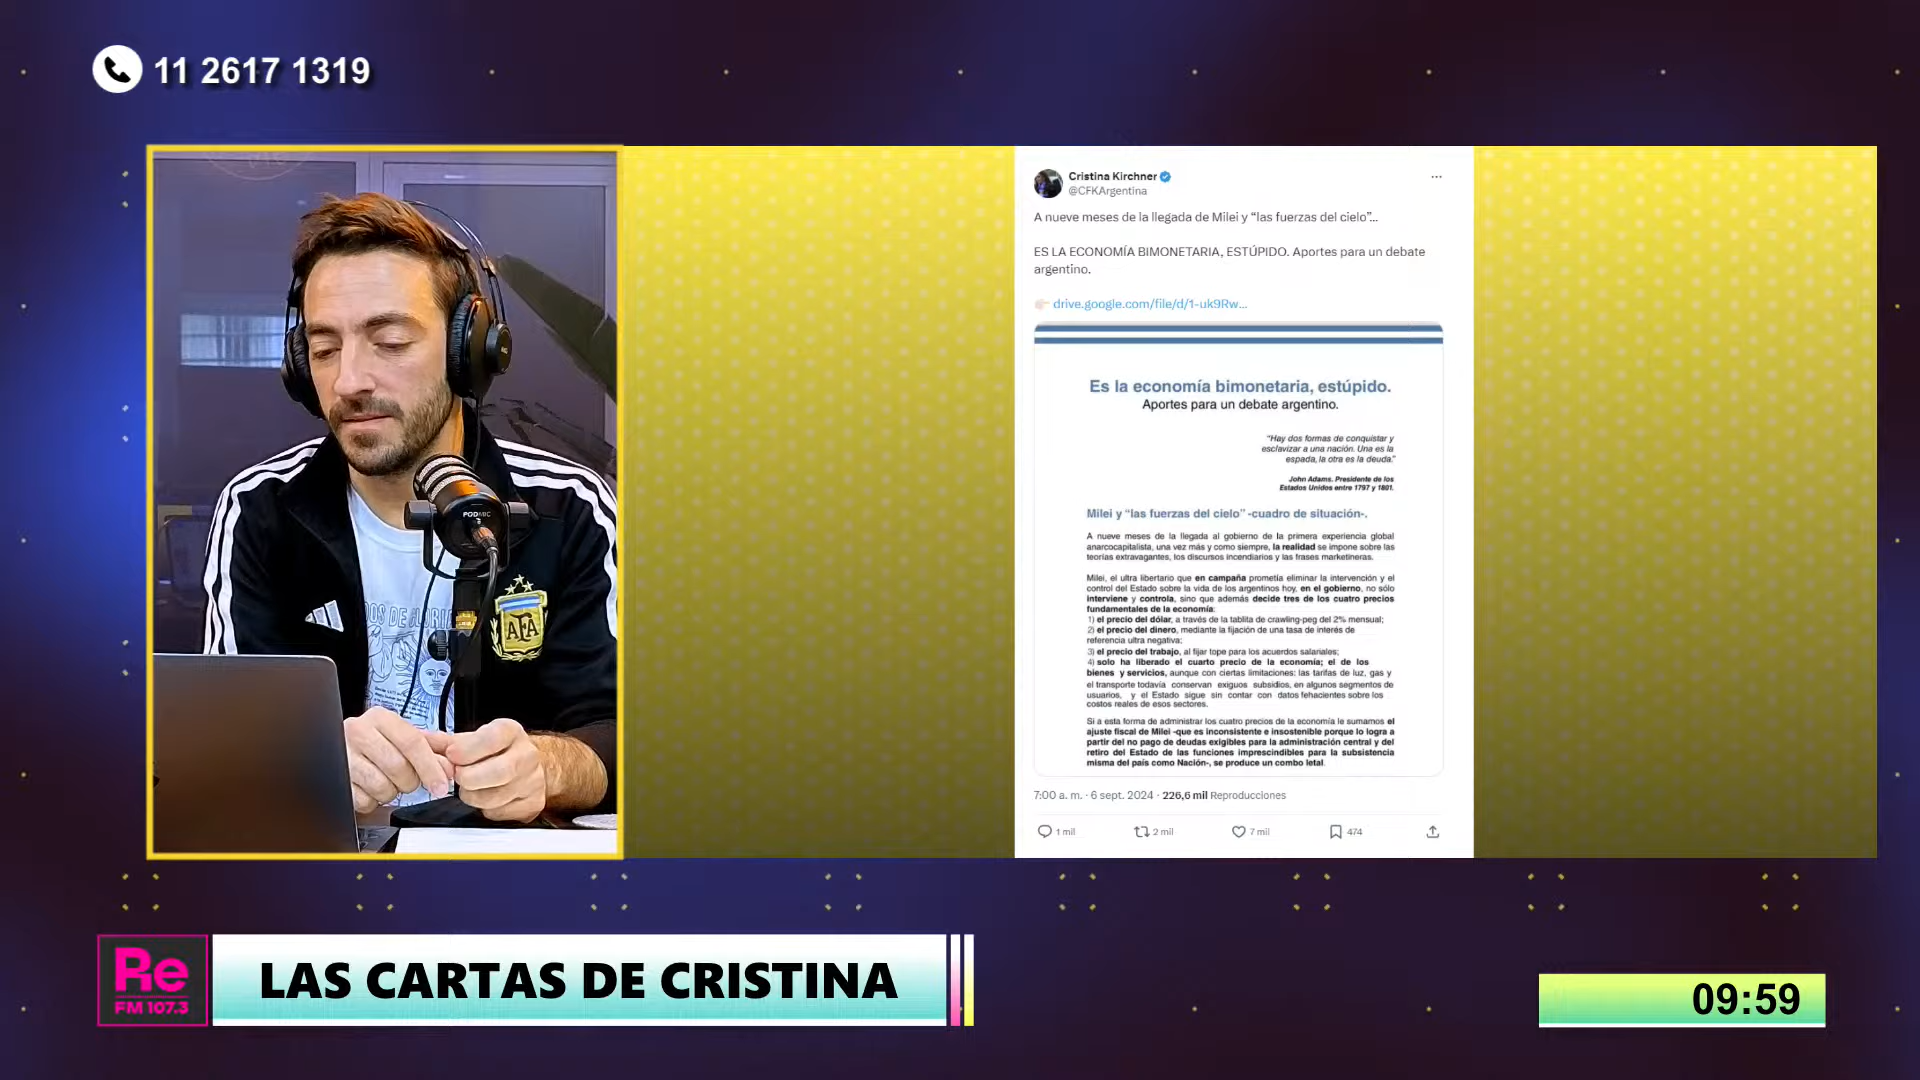 11 2617 1319
Cristina Kirchner
@CFKArgentina
A nueve meses de la llegada de Milei y “las fuerzas del cielo”...
ES LA ECONOMÍA BIMONETARIA, ESTÚPIDO. Aportes para un debate
argentino.
drive.google.com/file/d/1-uk9Rw...
Es la economía bimonetaria, estúpido.
Aportes para un debate argentino.
“Hay dos formas de conquistar y
esclavizar a una nación. Una es la
espada, la otra es la deuda.”
John Adams. Presidente de los
Estados Unidos entre 1797 y 1801.
Milei y “las fuerzas del cielo” -cuadro de situación-.
A nueve meses de la llegada al gobierno de la primera experiencia global
anarcocapitalista, una vez más y como siempre, la realidad se impone sobre las
teorías extravagantes, los discursos incendiarios y las frases marketineras.
Milei, el ultra libertario que en campaña prometía eliminar la intervención y el
control del Estado sobre la vida de los argentinos hoy, en el gobierno, no sólo
interviene y controla, sino que además decide tres de los cuatro precios
fundamentales de la economía:
1) el precio del dólar, a través de la tablita de crawling-peg del 2% mensual;
2) el precio del dinero, mediante la fijación de una tasa de interés de
referencia ultra negativa;
3) el precio del trabajo, al fijar tope para los acuerdos salariales;
4) solo ha liberado el cuarto precio de la economía; el de los
bienes y servicios, aunque con ciertas limitaciones: las tarifas de luz, gas y
el transporte todavía conservan exiguos subsidios, en algunos segmentos de
usuarios, y el Estado sigue sin contar con datos fehacientes sobre los
costos reales de esos sectores.
Si a esta forma de administrar los cuatro precios de la economía le sumamos el
ajuste fiscal de Milei -que es inconsistente e insostenible porque lo logra a
partir del no pago de deudas exigibles para la administración central y del
retiro del Estado de las funciones imprescindibles para la subsistencia
misma del país como Nación-, se produce un combo letal.
7:00 a. m. · 6 sept. 2024 · 226,6 mil Reproducciones
1 mil
2 mil
7 mil
474
PODMIC
AFA
Re
FM 107.3
LAS CARTAS DE CRISTINA
09:59